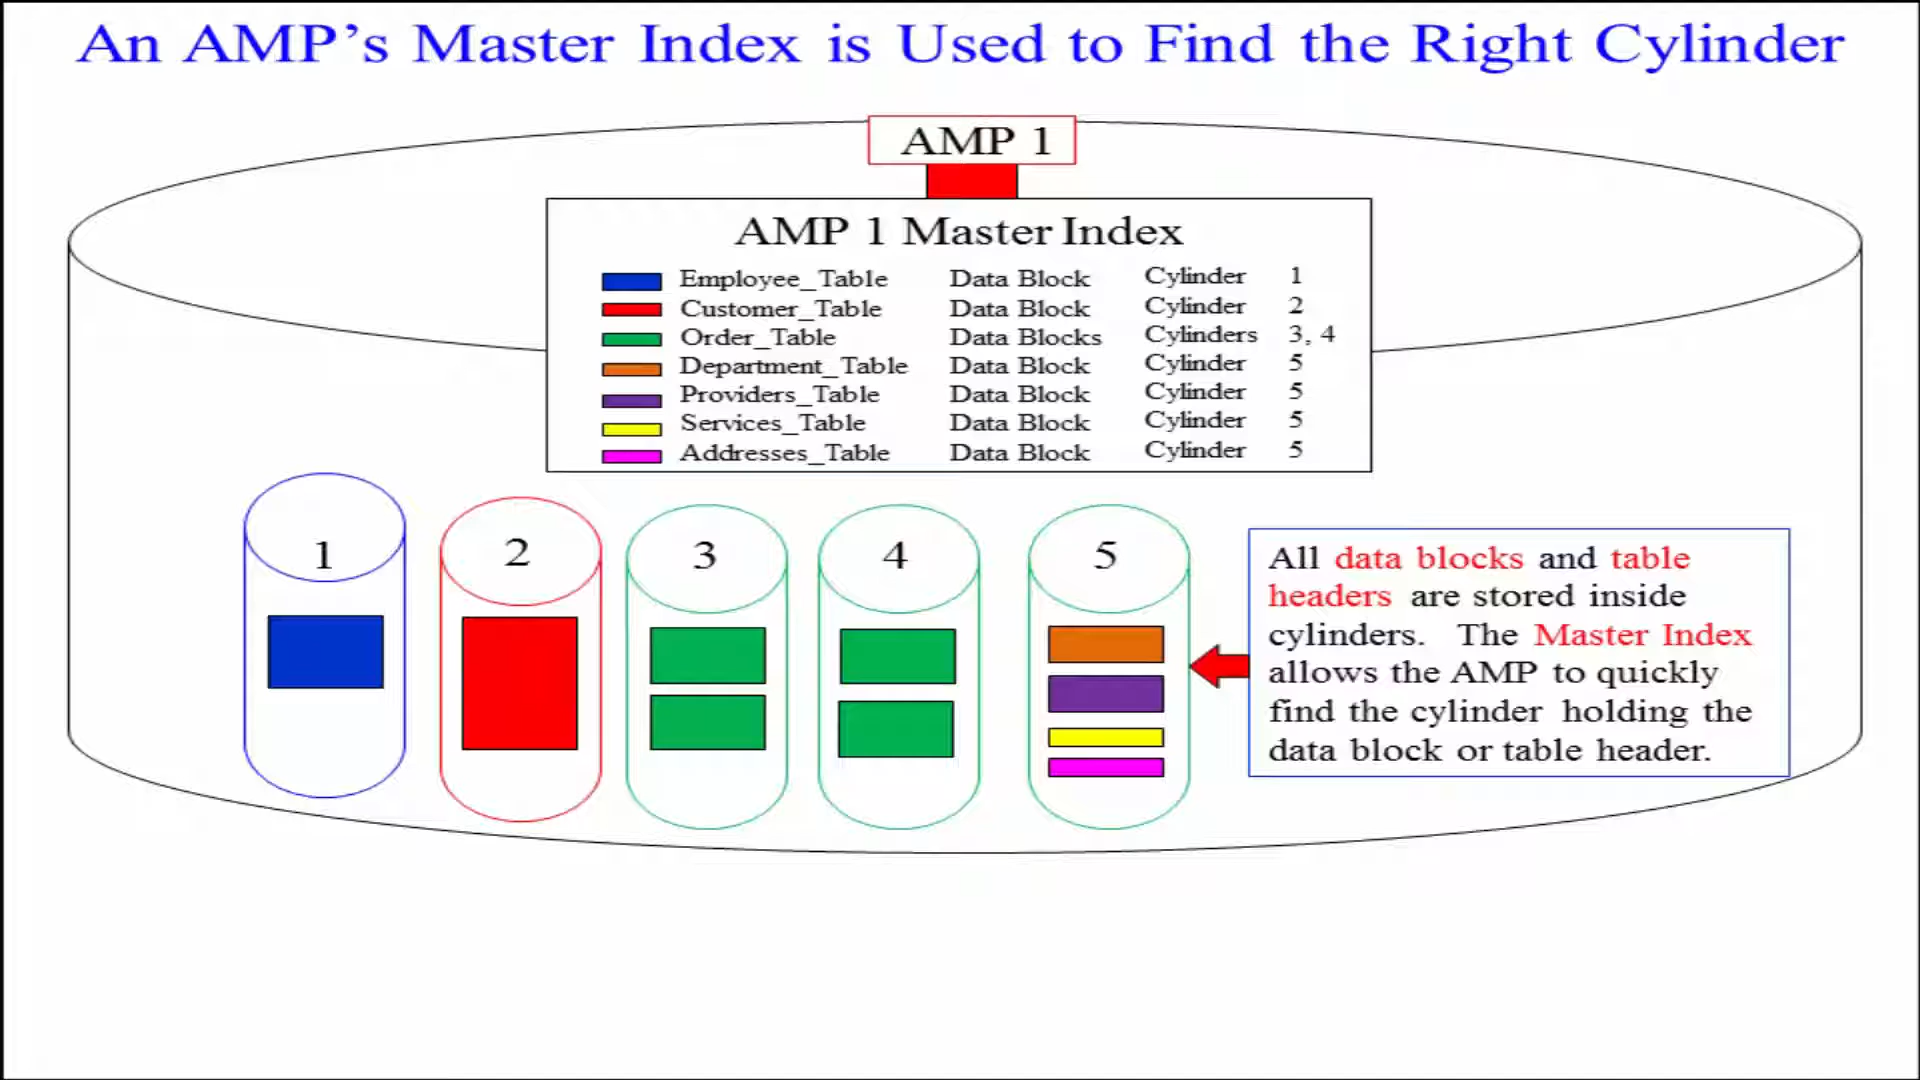 An AMP’s Master Index is Used to Find the Right Cylinder
AMP 1
AMP 1 Master Index
Employee_Table Data Block Cylinder 1
Customer_Table Data Block Cylinder 2
Order_Table Data Blocks Cylinders 3, 4
Department_Table Data Block Cylinder 5
Providers_Table Data Block Cylinder 5
Services_Table Data Block Cylinder 5
Addresses_Table Data Block Cylinder 5
1 2 3 4 5
All data blocks and table
headers are stored inside
cylinders. The Master Index
allows the AMP to quickly
find the cylinder holding the
data block or table header.